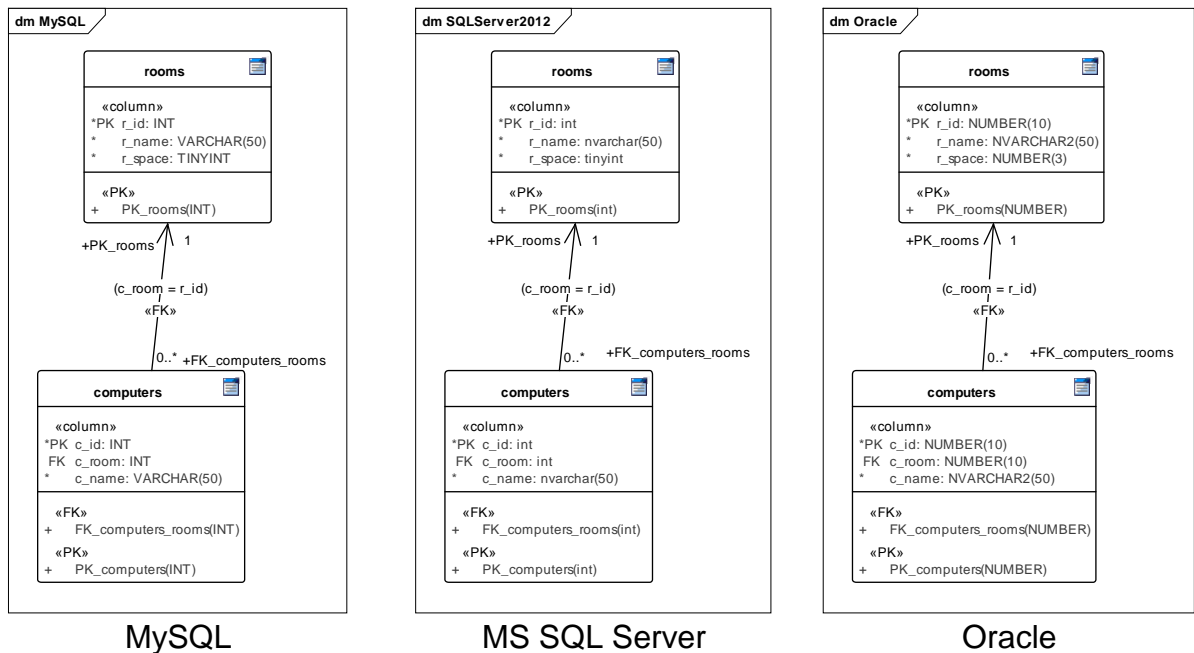 dm MySQL
rooms
«column»
*PK r_id: INT
* r_name: VARCHAR(50)
* r_space: TINYINT
«PK»
+ PK_rooms(INT)
+PK_rooms 1
(c_room = r_id)
«FK»
0..* +FK_computers_rooms
computers
«column»
*PK c_id: INT
FK c_room: INT
* c_name: VARCHAR(50)
«FK»
+ FK_computers_rooms(INT)
«PK»
+ PK_computers(INT)
MySQL
dm SQLServer2012
rooms
«column»
*PK r_id: int
* r_name: nvarchar(50)
* r_space: tinyint
«PK»
+ PK_rooms(int)
+PK_rooms 1
(c_room = r_id)
«FK»
0..* +FK_computers_rooms
computers
«column»
*PK c_id: int
FK c_room: int
* c_name: nvarchar(50)
«FK»
+ FK_computers_rooms(int)
«PK»
+ PK_computers(int)
MS SQL Server
dm Oracle
rooms
«column»
*PK r_id: NUMBER(10)
* r_name: NVARCHAR2(50)
* r_space: NUMBER(3)
«PK»
+ PK_rooms(NUMBER)
+PK_rooms 1
(c_room = r_id)
«FK»
0..* +FK_computers_rooms
computers
«column»
*PK c_id: NUMBER(10)
FK c_room: NUMBER(10)
* c_name: NVARCHAR2(50)
«FK»
+ FK_computers_rooms(NUMBER)
«PK»
+ PK_computers(NUMBER)
Oracle